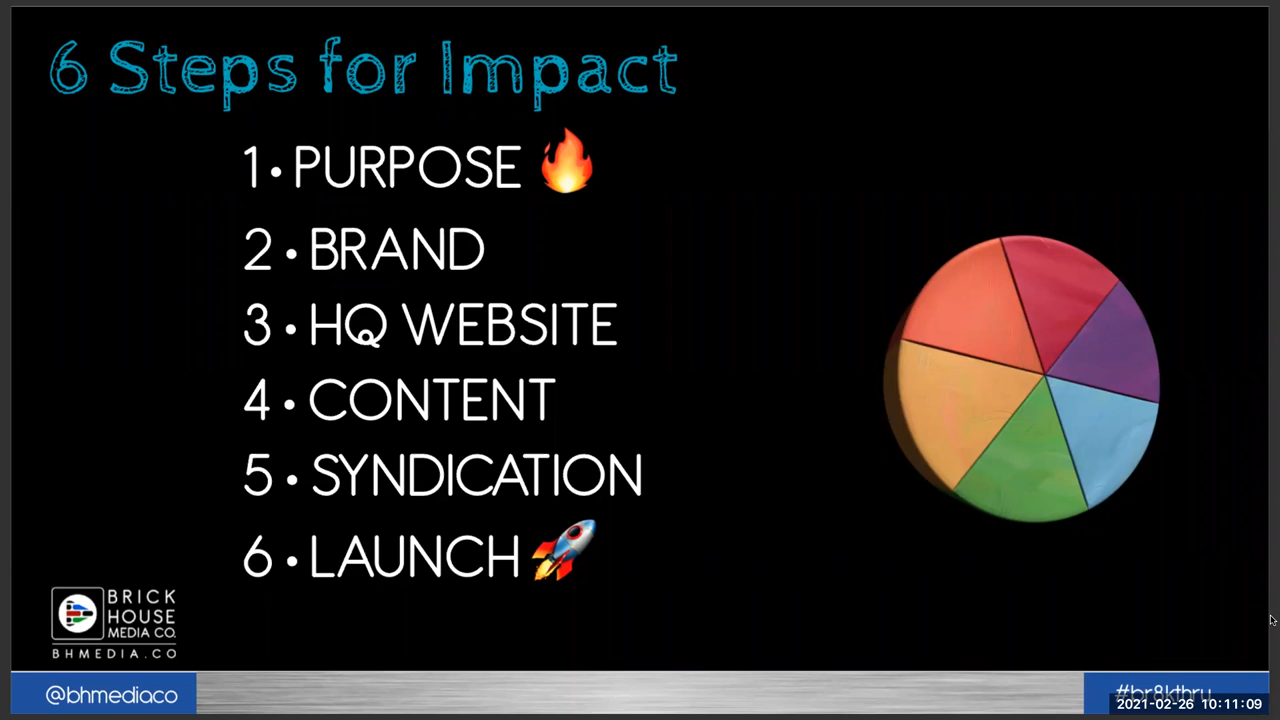 6 Steps for Impact
1 • PURPOSE 🔥
2 • BRAND
3 • HQ WEBSITE
4 • CONTENT
5 • SYNDICATION
6 • LAUNCH 🚀
BRICK
HOUSE
MEDIA CO.
BHMEDIA.CO
@bhmediaco
#br8kthru
2021-02-26 10:11:09